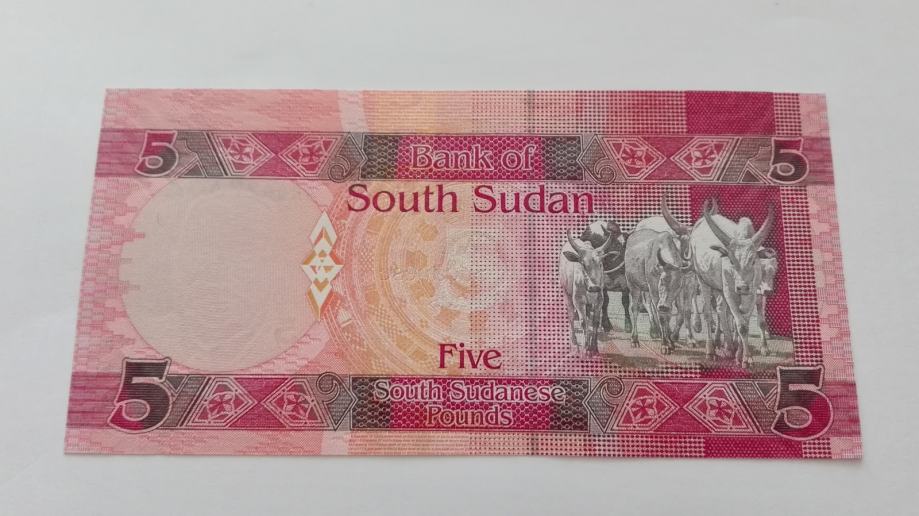 5 Bank of 5
South Sudan
Five
5 South Sudanese 5
Pounds